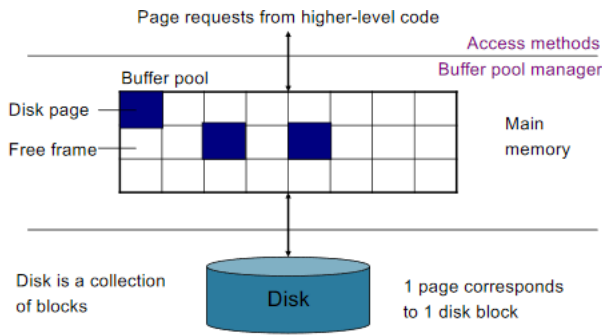 Page requests from higher-level code
Access methods
Buffer pool manager
Buffer pool
Disk page
Free frame
Main
memory
Disk is a collection
of blocks
Disk
1 page corresponds
to 1 disk block